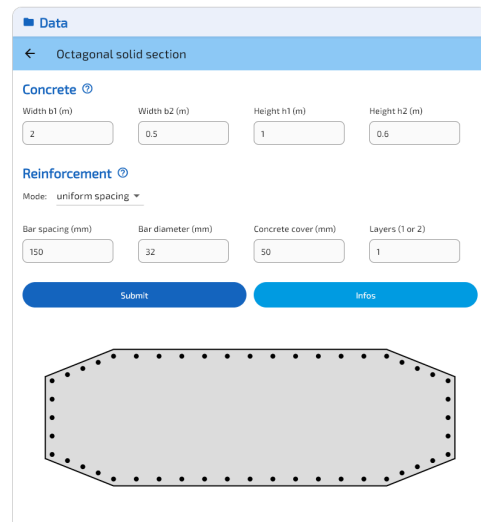 Data
Octagonal solid section
Concrete
Width b1 (m) Width b2 (m) Height h1 (m) Height h2 (m)
2 0.5 1 0.6
Reinforcement
Mode: uniform spacing
Bar spacing (mm) Bar diameter (mm) Concrete cover (mm) Layers (1 or 2)
150 32 50 1
Submit Infos